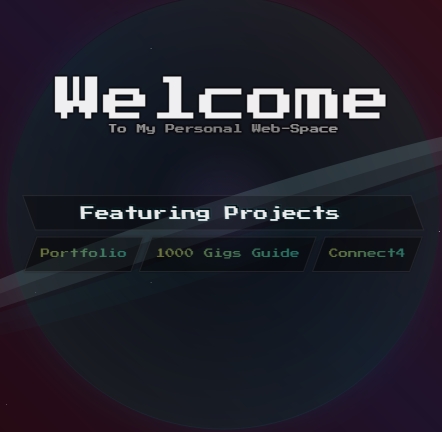 Welcome
To My Personal Web-Space
Featuring Projects
Portfolio 1000 Gigs Guide Connect4